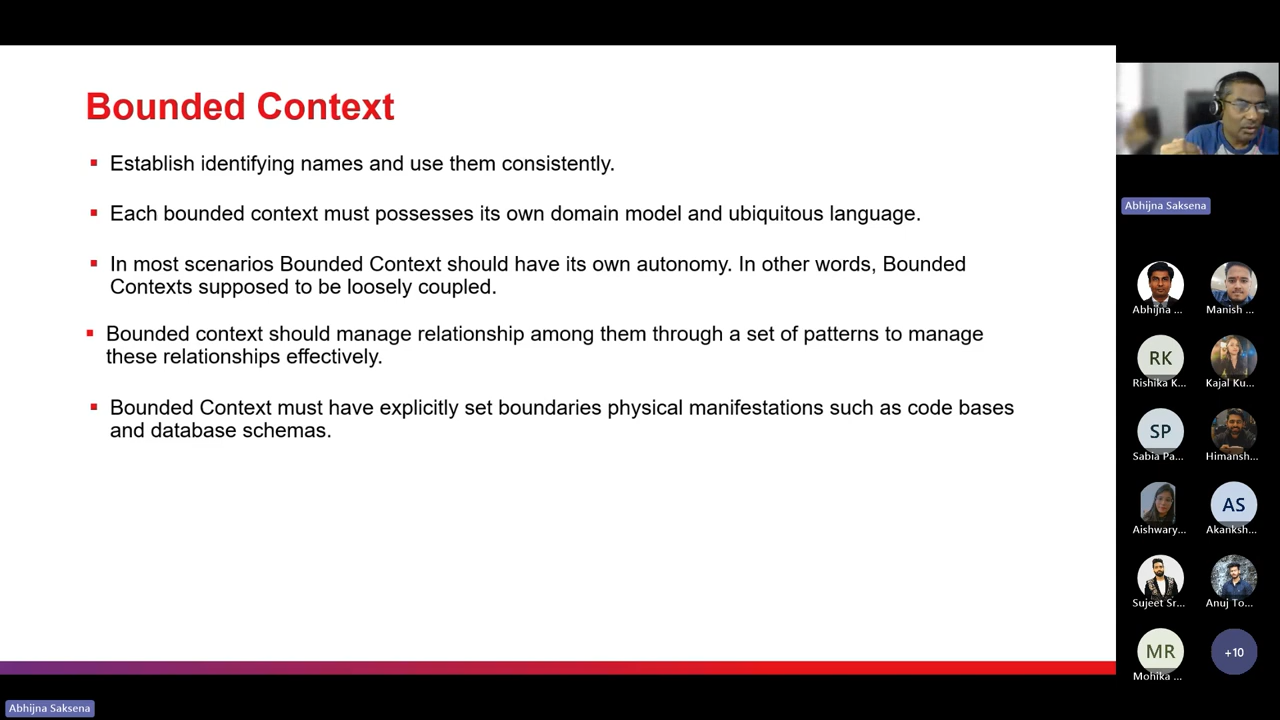 Bounded Context
Establish identifying names and use them consistently.
Each bounded context must possesses its own domain model and ubiquitous language.
In most scenarios Bounded Context should have its own autonomy. In other words, Bounded
Contexts supposed to be loosely coupled.
Bounded context should manage relationship among them through a set of patterns to manage
these relationships effectively.
Bounded Context must have explicitly set boundaries physical manifestations such as code bases
and database schemas.
Abhijna Saksena
Abhijna ...
Manish ...
RK
Rishika K...
Kajal Ku...
SP
Sabia Pa...
Himansh...
Aishwary...
AS
Akanksh...
Sujeet Sr...
Anuj To...
MR
Mohika ...
+10
Abhijna Saksena